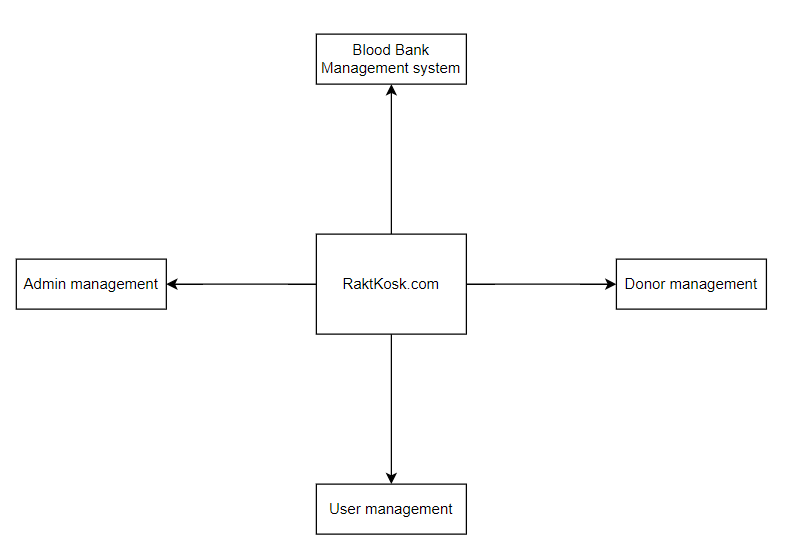 Blood Bank
Management system
Admin management
RaktKosk.com
Donor management
User management